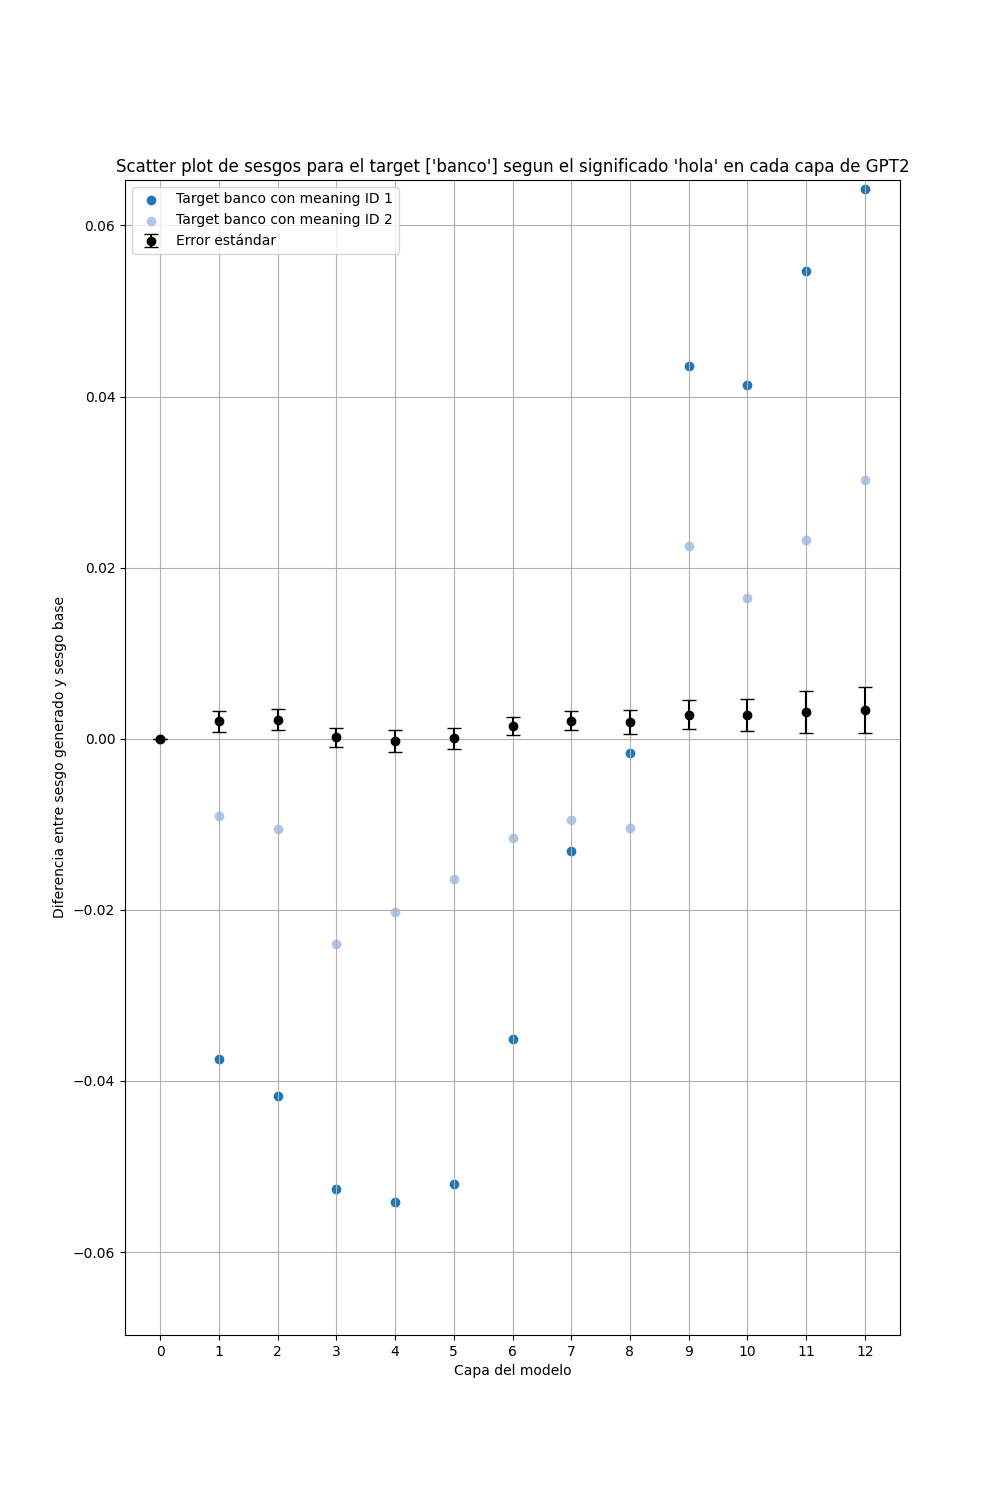 Scatter plot de sesgos para el target ['banco'] segun el significado 'hola' en cada capa de GPT2
Target banco con meaning ID 1
Target banco con meaning ID 2
Error estándar
Diferencia entre sesgo generado y sesgo base
0.06
0.04
0.02
0.00
−0.02
−0.04
−0.06
0 1 2 3 4 5 6 7 8 9 10 11 12
Capa del modelo